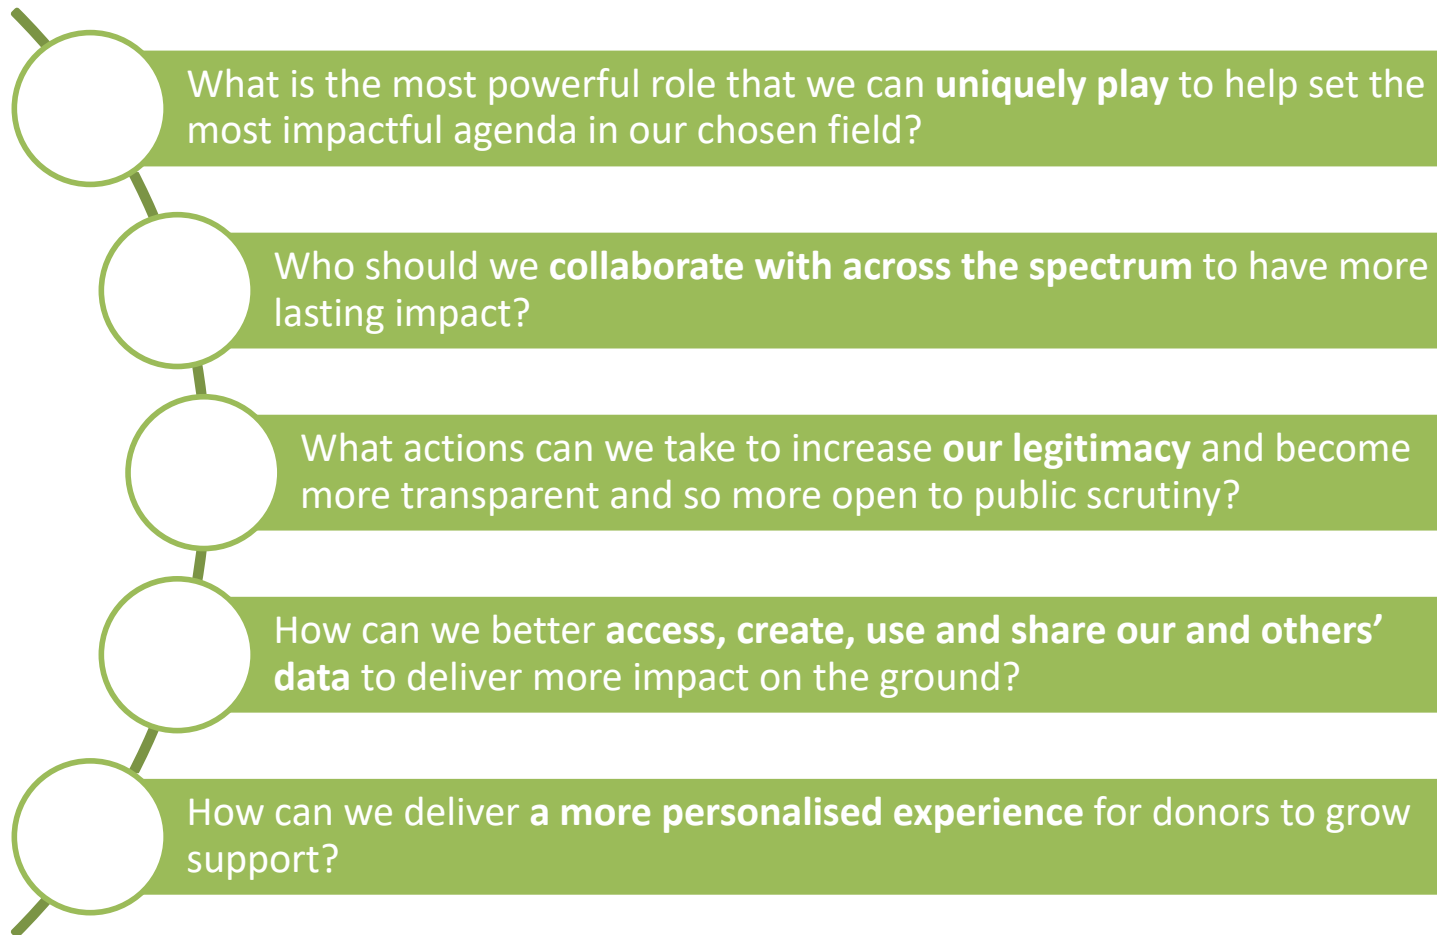 What is the most powerful role that we can uniquely play to help set the
most impactful agenda in our chosen field?
Who should we collaborate with across the spectrum to have more
lasting impact?
What actions can we take to increase our legitimacy and become
more transparent and so more open to public scrutiny?
How can we better access, create, use and share our and others’
data to deliver more impact on the ground?
How can we deliver a more personalised experience for donors to grow
support?